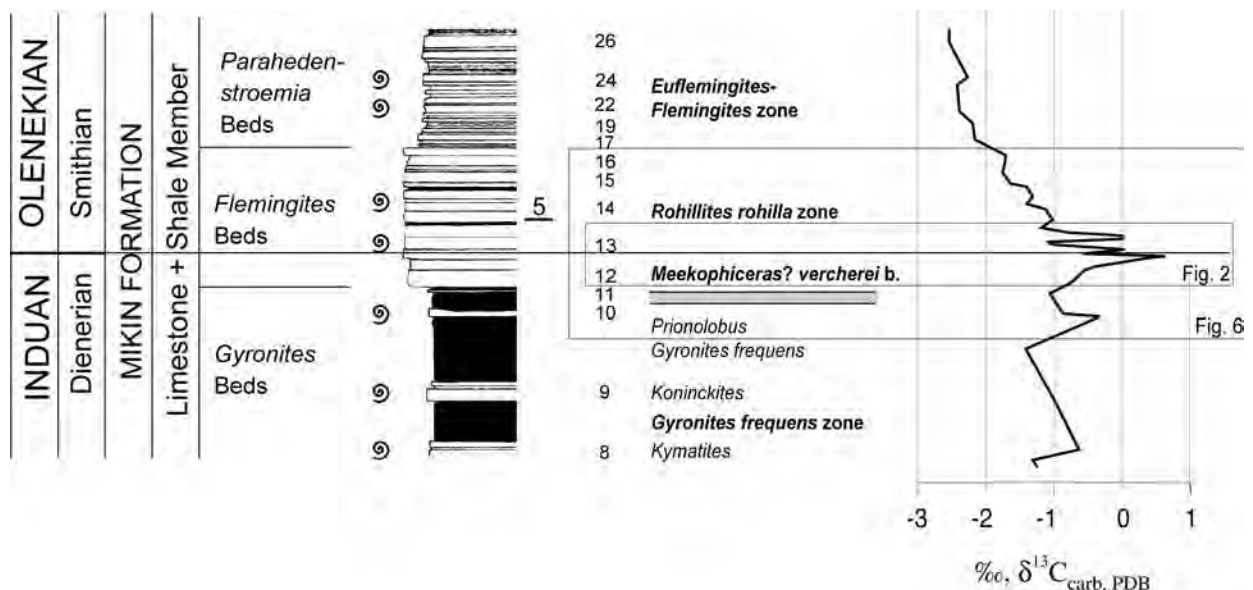 OLENEKIAN
INDUAN
Smithian
Dienerian
MIKIN FORMATION
Limestone + Shale Member
Paraheden-
stroemia
Beds
Flemingites
Beds
Gyronites
Beds
5
26
24
22
19
17
16
15
14
13
12
11
10
9
8
Euflemingites-
Flemingites zone
Rohillites rohilla zone
Meekophiceras? vercherei b.
Prionolobus
Gyronites frequens
Koninckites
Gyronites frequens zone
Kymatites
Fig. 2
Fig. 6
-3 -2 -1 0 1
‰, δ¹³Ccarb, PDB